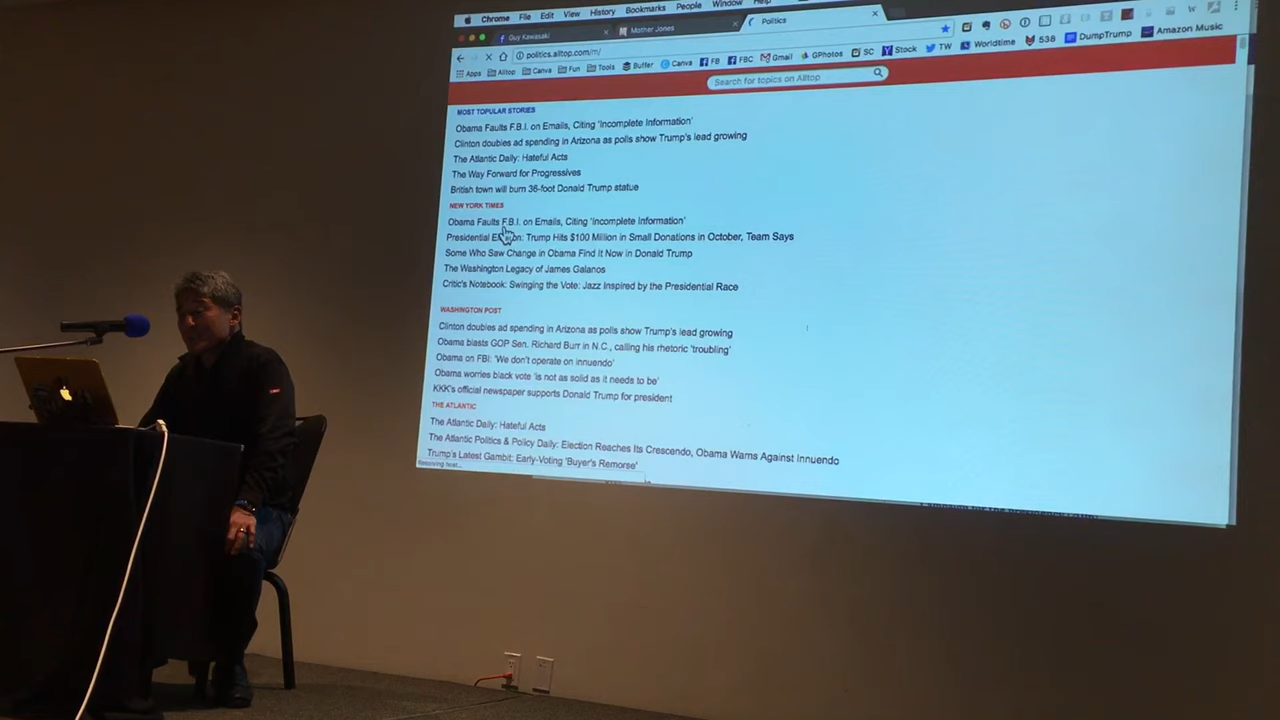 Chrome File Edit View History Bookmarks People Window Help
Guy Kawasaki
Mother Jones
Politics
politics.alltop.com/m/
Apps Alltop Canva Fun Tools Buffer Canva FB FBC Gmail GPhotos SC Stock TW Worldtime 538 DumpTrump Amazon Music
Search for topics on Alltop
MOST TOPULAR STORIES
Obama Faults F.B.I. on Emails, Citing 'Incomplete Information'
Clinton doubles ad spending in Arizona as polls show Trump's lead growing
The Atlantic Daily: Hateful Acts
The Way Forward for Progressives
British town will burn 36-foot Donald Trump statue
NEW YORK TIMES
Obama Faults F.B.I. on Emails, Citing 'Incomplete Information'
Presidential Trump Hits $100 Million in Small Donations in October, Team Says
Some Who Saw Change in Obama Find It Now in Donald Trump
The Washington Legacy of James Galanos
Critic's Notebook: Swinging the Vote: Jazz Inspired by the Presidential Race
WASHINGTON POST
Clinton doubles ad spending in Arizona as polls show Trump's lead growing
Obama blasts GOP Sen. Richard Burr in N.C., calling his rhetoric 'troubling'
Obama on FBI: 'We don't operate on innuendo'
Obama worries black vote 'is not as solid as it needs to be'
KKK's official newspaper supports Donald Trump for president
THE ATLANTIC
The Atlantic Daily: Hateful Acts
The Atlantic Politics & Policy Daily: Election Reaches Its Crescendo, Obama Warns Against Innuendo
Trump's Latest Gambit: Early-Voting 'Buyer's Remorse'
Resolving host...